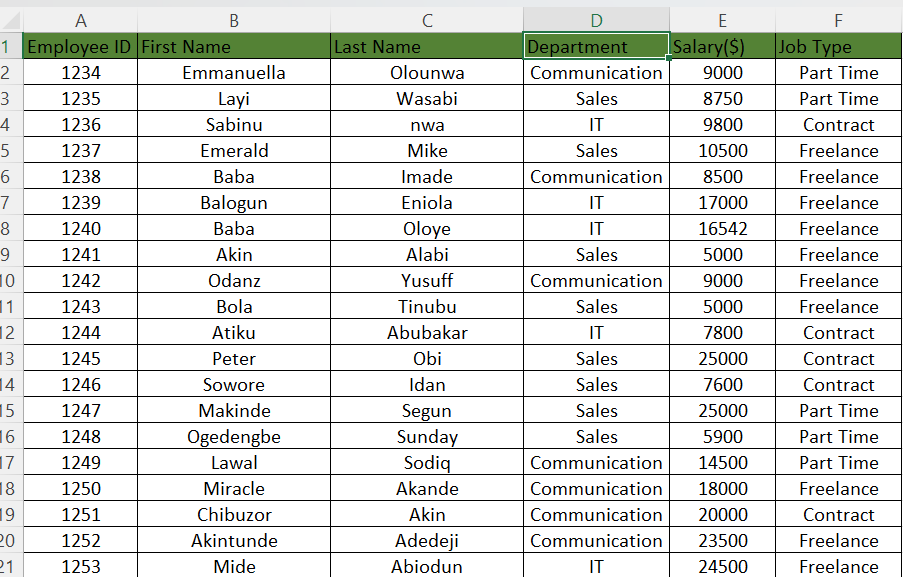 A B C D E F
1 Employee ID First Name Last Name Department Salary($) Job Type
2 1234 Emmanuella Olounwa Communication 9000 Part Time
3 1235 Layi Wasabi Sales 8750 Part Time
4 1236 Sabinu nwa IT 9800 Contract
5 1237 Emerald Mike Sales 10500 Freelance
6 1238 Baba Imade Communication 8500 Freelance
7 1239 Balogun Eniola IT 17000 Freelance
8 1240 Baba Oloye IT 16542 Freelance
9 1241 Akin Alabi Sales 5000 Freelance
10 1242 Odanz Yusuff Communication 9000 Freelance
11 1243 Bola Tinubu Sales 5000 Freelance
12 1244 Atiku Abubakar IT 7800 Contract
13 1245 Peter Obi Sales 25000 Contract
14 1246 Sowore Idan Sales 7600 Contract
15 1247 Makinde Segun Sales 25000 Part Time
16 1248 Ogedengbe Sunday Sales 5900 Part Time
17 1249 Lawal Sodiq Communication 14500 Part Time
18 1250 Miracle Akande Communication 18000 Freelance
19 1251 Chibuzor Akin Communication 20000 Contract
20 1252 Akintunde Adedeji Communication 23500 Freelance
21 1253 Mide Abiodun IT 24500 Freelance